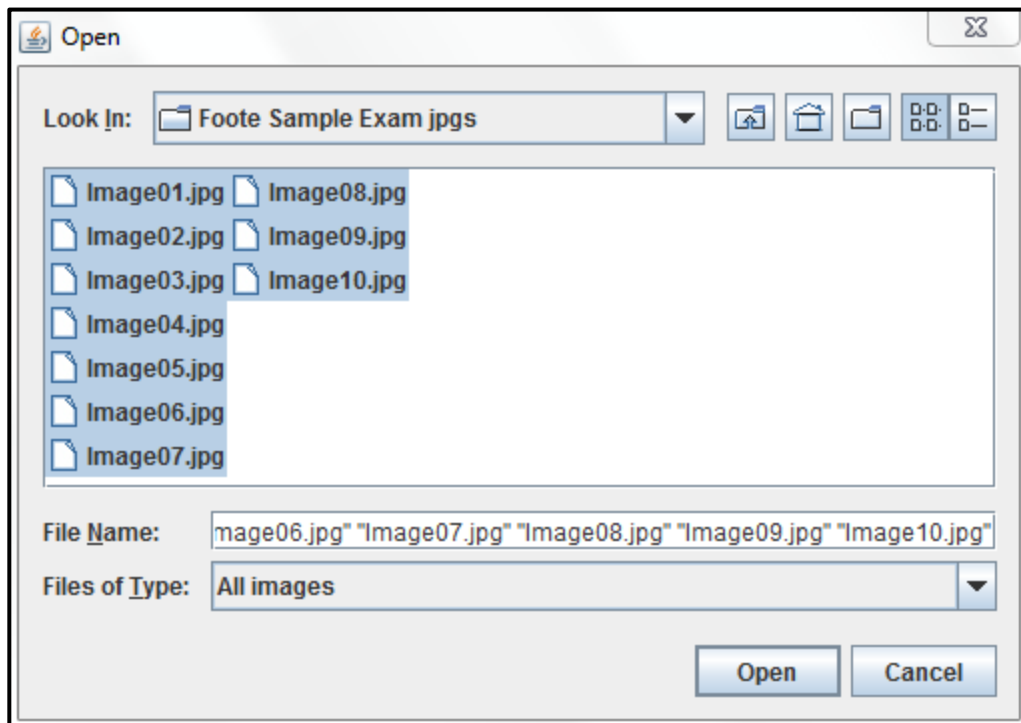 Open
Look In: Foote Sample Exam jpgs
Image01.jpg Image08.jpg
Image02.jpg Image09.jpg
Image03.jpg Image10.jpg
Image04.jpg
Image05.jpg
Image06.jpg
Image07.jpg
File Name: mage06.jpg" "Image07.jpg" "Image08.jpg" "Image09.jpg" "Image10.jpg"
Files of Type: All images
Open Cancel